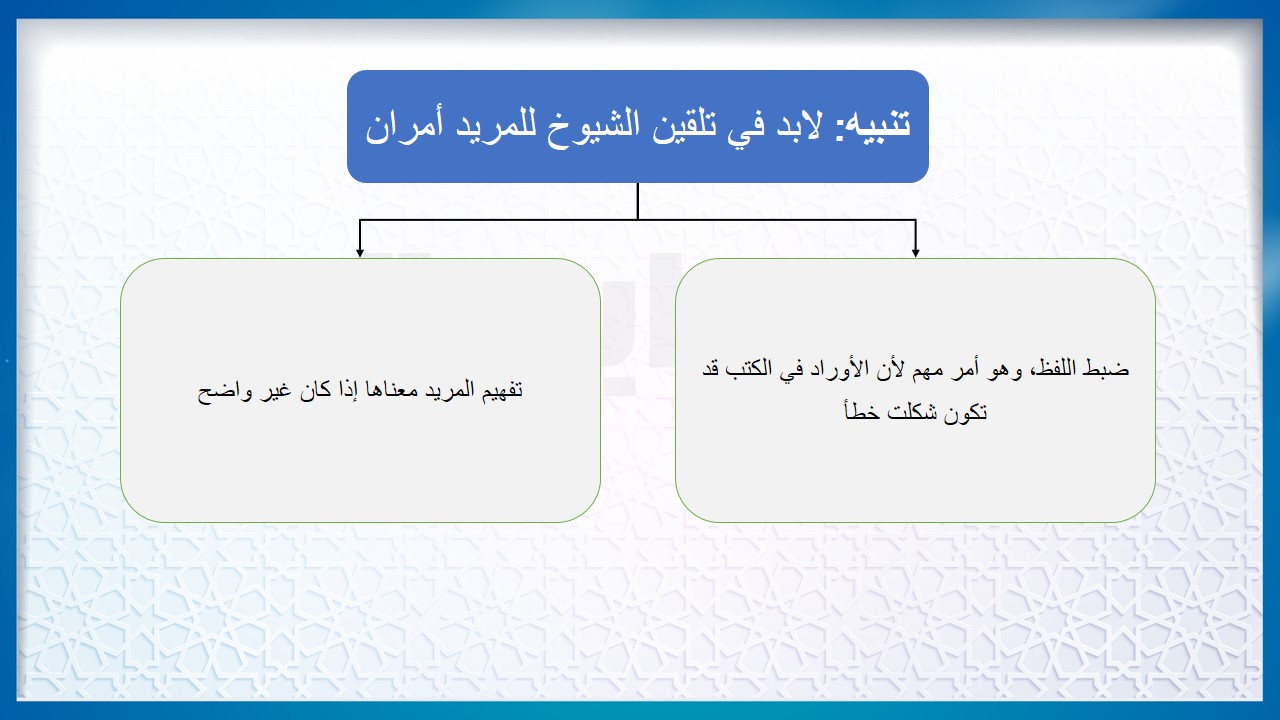 تنبيه: لابد في تلقين الشيوخ للمريد أمران
ضبط اللفظ، وهو أمر مهم لأن الأوراد في الكتب قد
تكون شكلت خطأ
تفهيم المريد معناها إذا كان غير واضح